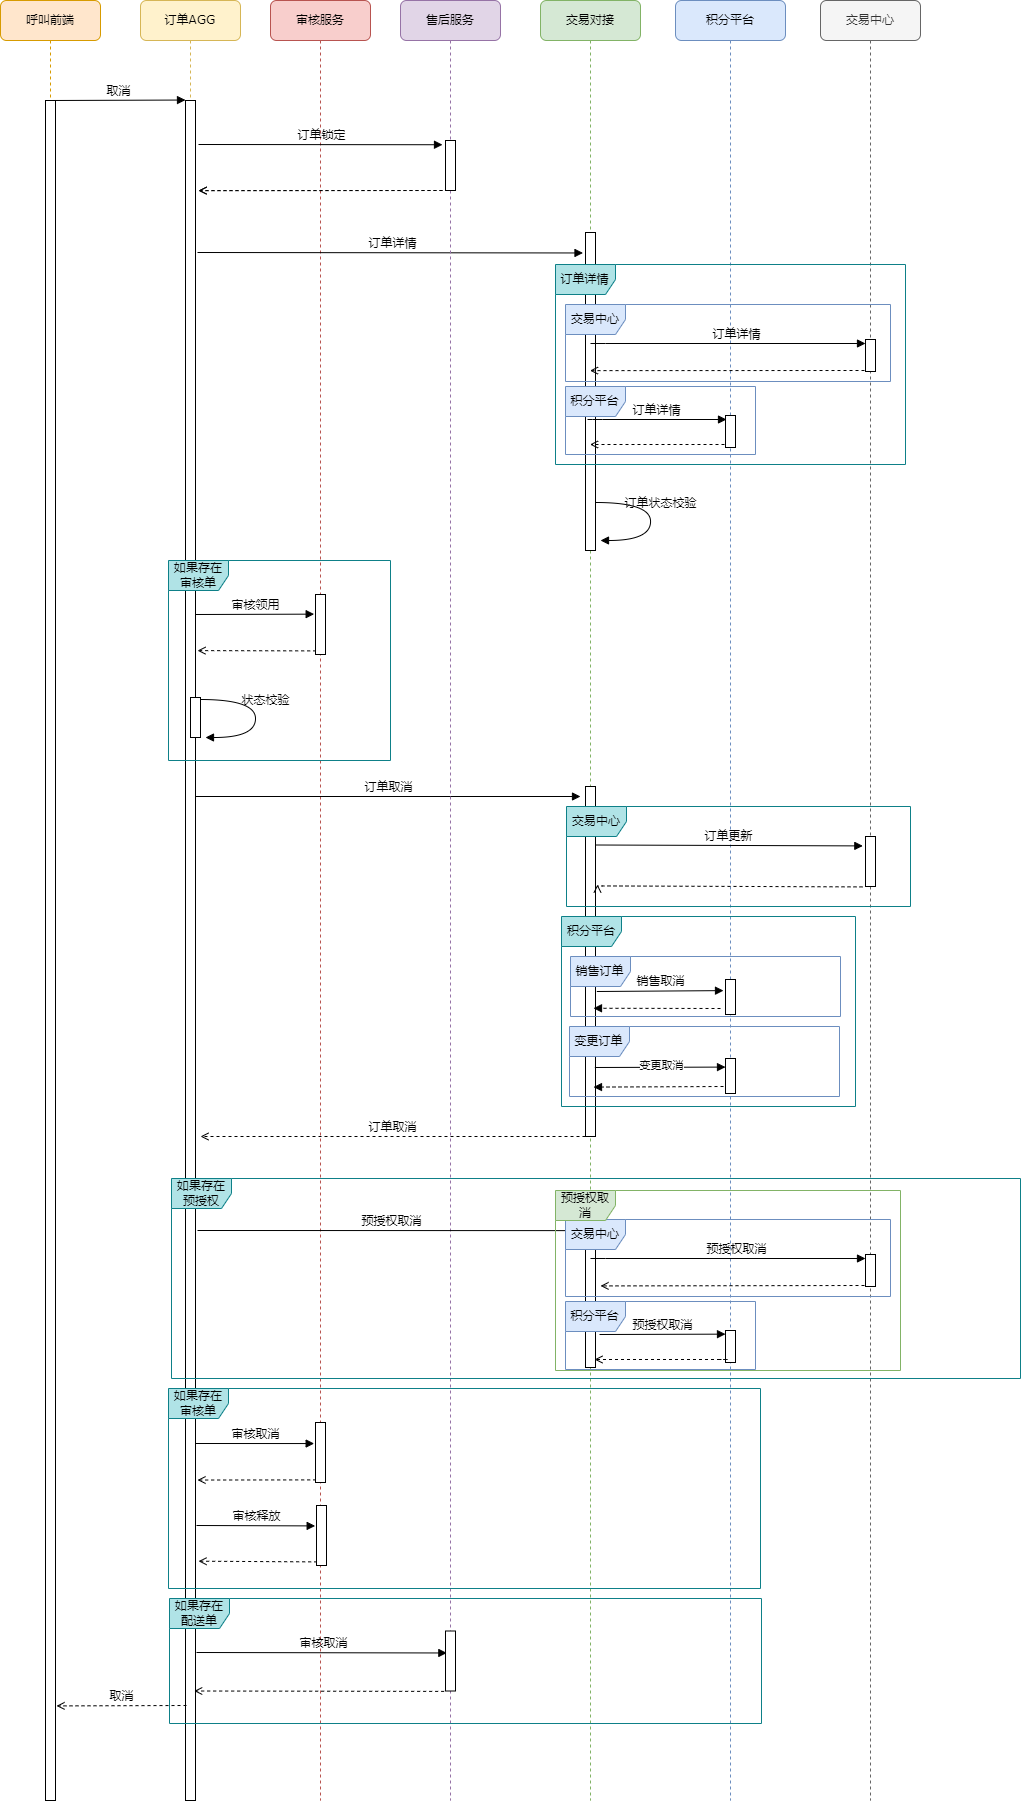 呼叫前端
订单AGG
审核服务
售后服务
交易对接
积分平台
交易中心
取消
订单锁定
订单详情
订单详情
交易中心
订单详情
积分平台
订单详情
订单状态校验
如果存在
审核单
审核领用
状态校验
订单取消
交易中心
订单更新
积分平台
销售订单
销售取消
变更订单
变更取消
订单取消
如果存在
预授权
预授权取
消
预授权取消
交易中心
预授权取消
积分平台
预授权取消
如果存在
审核单
审核取消
审核释放
如果存在
配送单
审核取消
取消